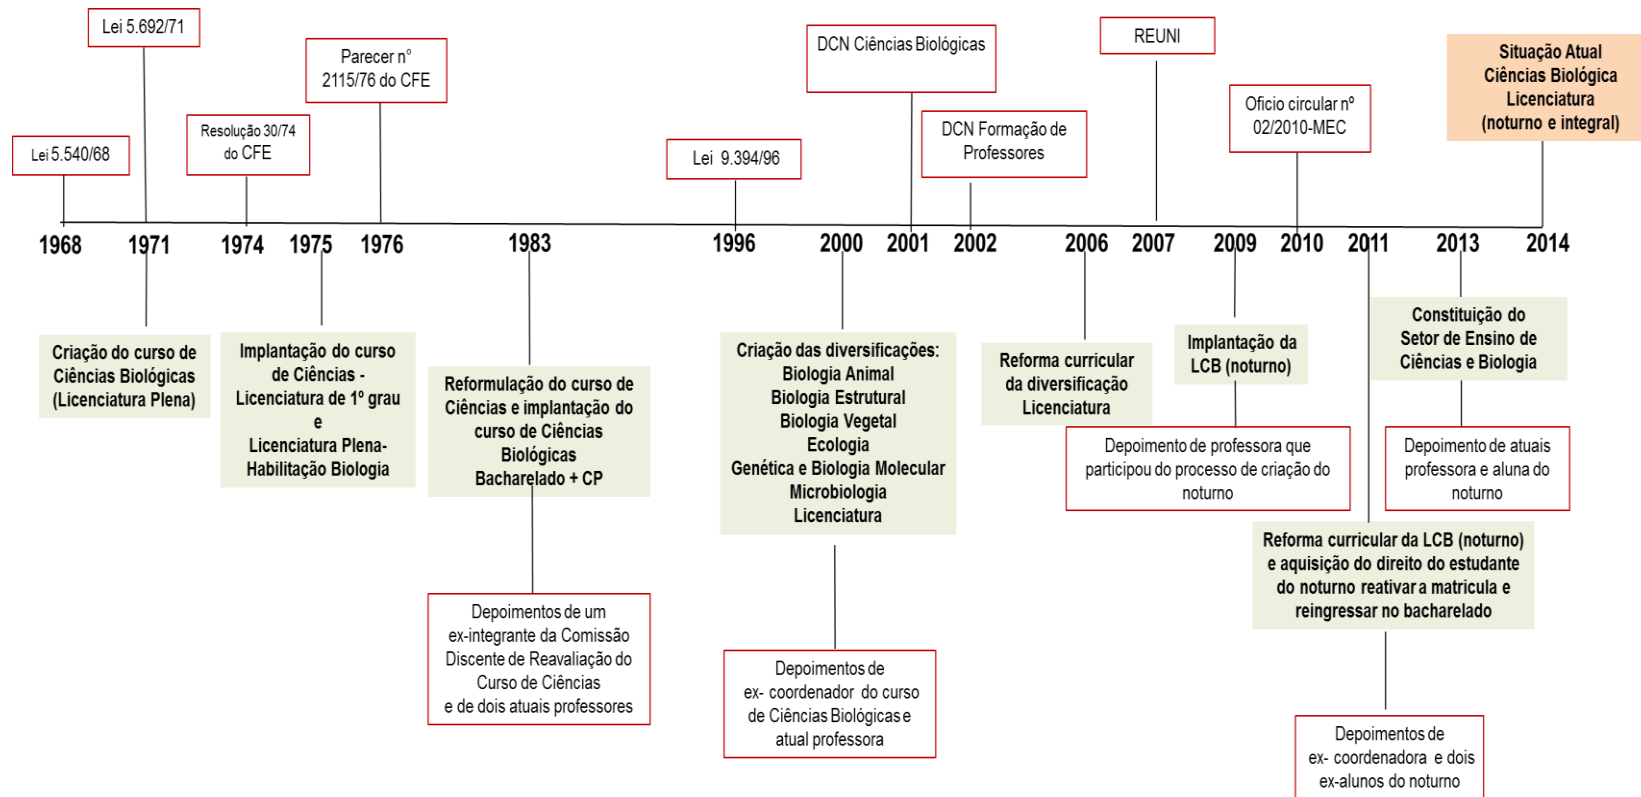 Lei 5.692/71
Parecer n°
2115/76 do CFE
Resolução 30/74
do CFE
Lei 5.540/68
DCN Ciências Biológicas
REUNI
Situação Atual
Ciências Biológica
Licenciatura
(noturno e integral)
Oficio circular nº
02/2010-MEC
DCN Formação de
Professores
Lei 9.394/96
1968
1971
1974
1975
1976
1983
1996
2000
2001
2002
2006
2007
2009
2010
2011
2013
2014
Criação do curso de
Ciências Biológicas
(Licenciatura Plena)
Implantação do curso
de Ciências -
Licenciatura de 1º grau
e
Licenciatura Plena-
Habilitação Biologia
Reformulação do curso de
Ciências e implantação do
curso de Ciências
Biológicas
Bacharelado + CP
Depoimentos de um
ex-integrante da Comissão
Discente de Reavaliação do
Curso de Ciências
e de dois atuais professores
Criação das diversificações:
Biologia Animal
Biologia Estrutural
Biologia Vegetal
Ecologia
Genética e Biologia Molecular
Microbiologia
Licenciatura
Depoimentos de
ex- coordenador do curso
de Ciências Biológicas e
atual professora
Reforma curricular
da diversificação
Licenciatura
Implantação da
LCB (noturno)
Depoimento de professora que
participou do processo de criação do
noturno
Constituição do
Setor de Ensino de
Ciências e Biologia
Depoimento de atuais
professora e aluna do
noturno
Reforma curricular da LCB (noturno)
e aquisição do direito do estudante
do noturno reativar a matricula e
reingressar no bacharelado
Depoimentos de
ex- coordenadora e dois
ex-alunos do noturno